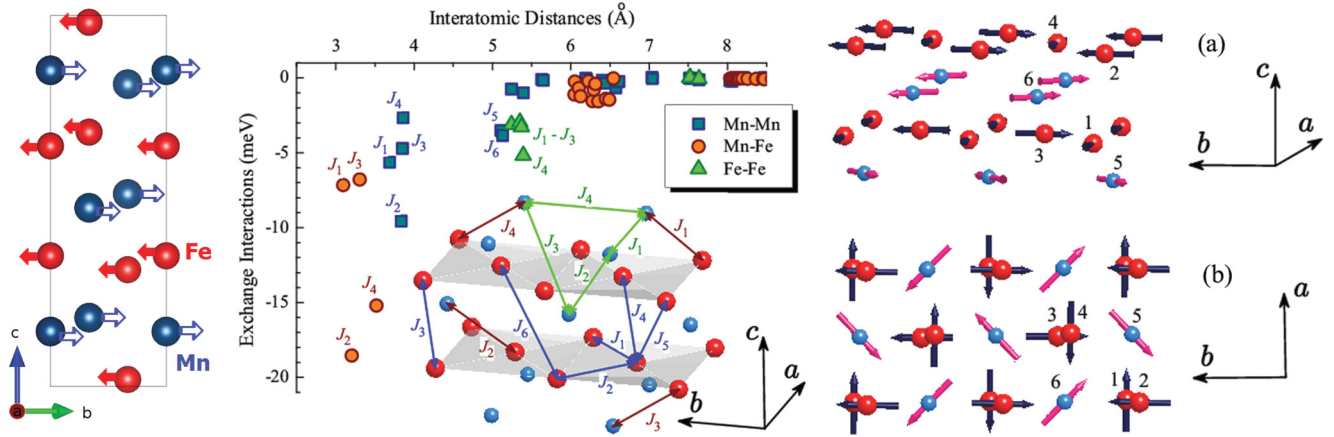 Fe
Mn
c
a
b
Interatomic Distances (Å)
3 4 5 6 7 8
Exchange Interactions (meV)
0
-5
-10
-15
-20
J4
J1
J3
J2
J5
J6
J1 - J3
J4
J1
J3
J4
J2
Mn-Mn
Mn-Fe
Fe-Fe
J4
J4
J3
J1
J1
J2
J3
J6
J4
J2
J1
J5
J2
J3
c
a
b
(a)
4
2
6
1
3
5
c
a
b
(b)
3 4 5
6 1 2
a
b